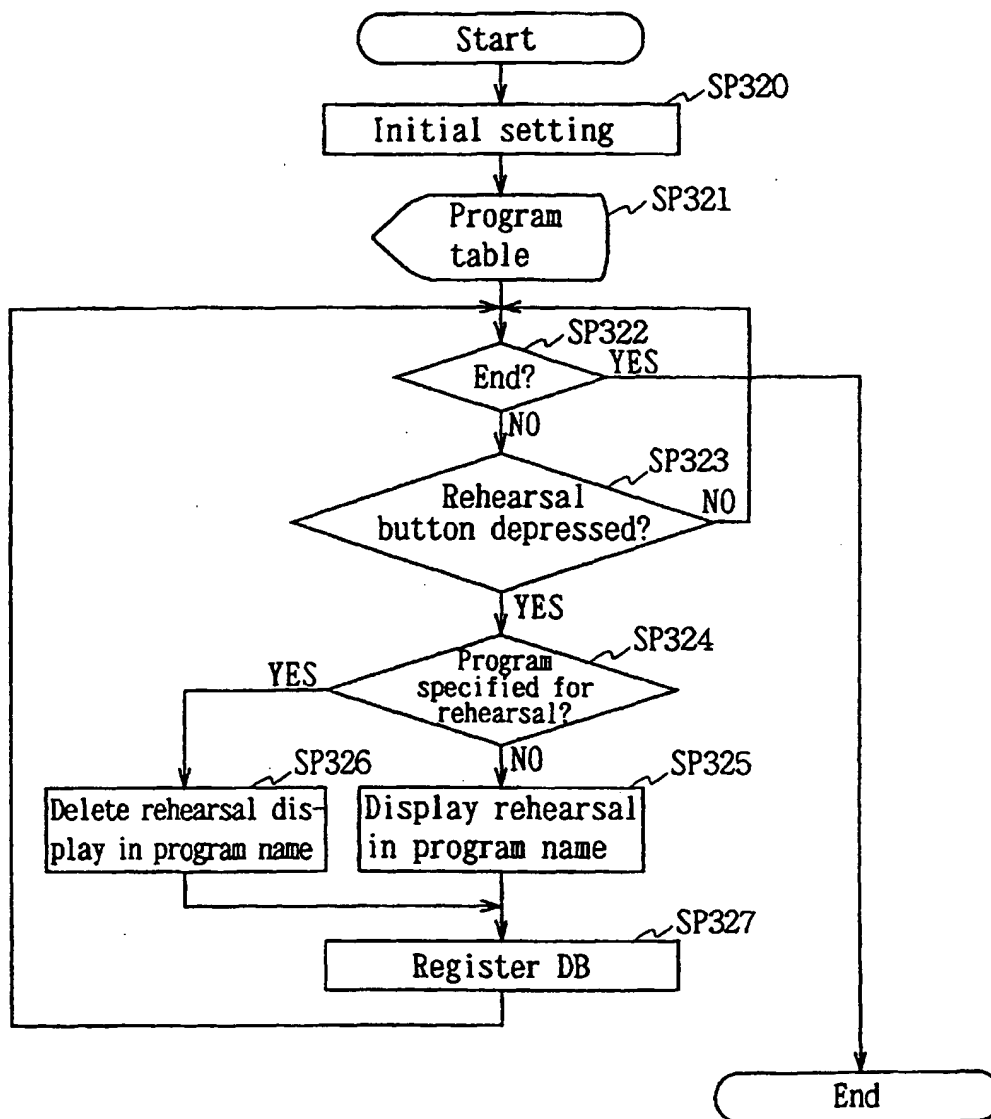 Start
SP320
Initial setting
SP321
Program
table
SP322
YES
End?
NO
SP323
Rehearsal
button depressed?
NO
YES
SP324
YES
Program
specified for
rehearsal?
NO
SP326
SP325
Delete rehearsal dis-
play in program name
Display rehearsal
in program name
SP327
Register DB
End